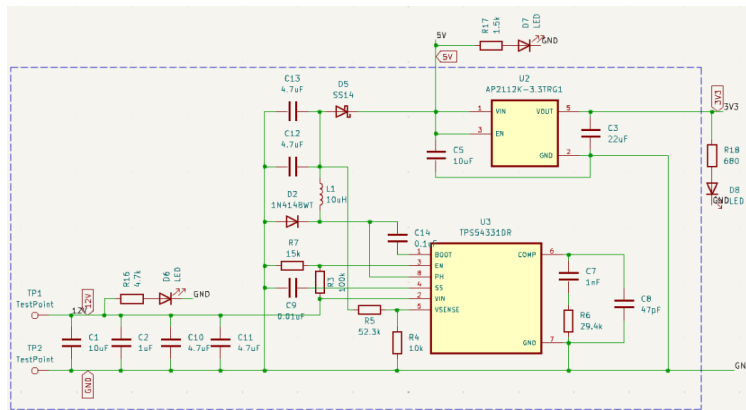 R17
1.5k
D7
LED
GND
5V
5V
C13
4.7uF
D5
SS14
U2
AP2112K-3.3TRG1
1
VIN
VOUT
5
3
EN
GND
2
3V3
3V3
C3
22uF
C12
4.7uF
C5
10uF
R18
680
L1
10uH
D2
1N4148WT
D8
LED
GND
C14
0.1uF
U3
TPS54331DR
R7
15k
1
BOOT
COMP
6
3
EN
8
PH
4
SS
2
VIN
5
VSENSE
GND
7
R3
100k
C7
1nF
C9
0.01uF
C8
47pF
R16
4.7k
D6
LED
GND
TP1
TestPoint
12V
12V
R5
52.3k
R6
29.4k
R4
10k
TP2
TestPoint
C1
10uF
C2
1uF
C10
4.7uF
C11
4.7uF
GND
GN